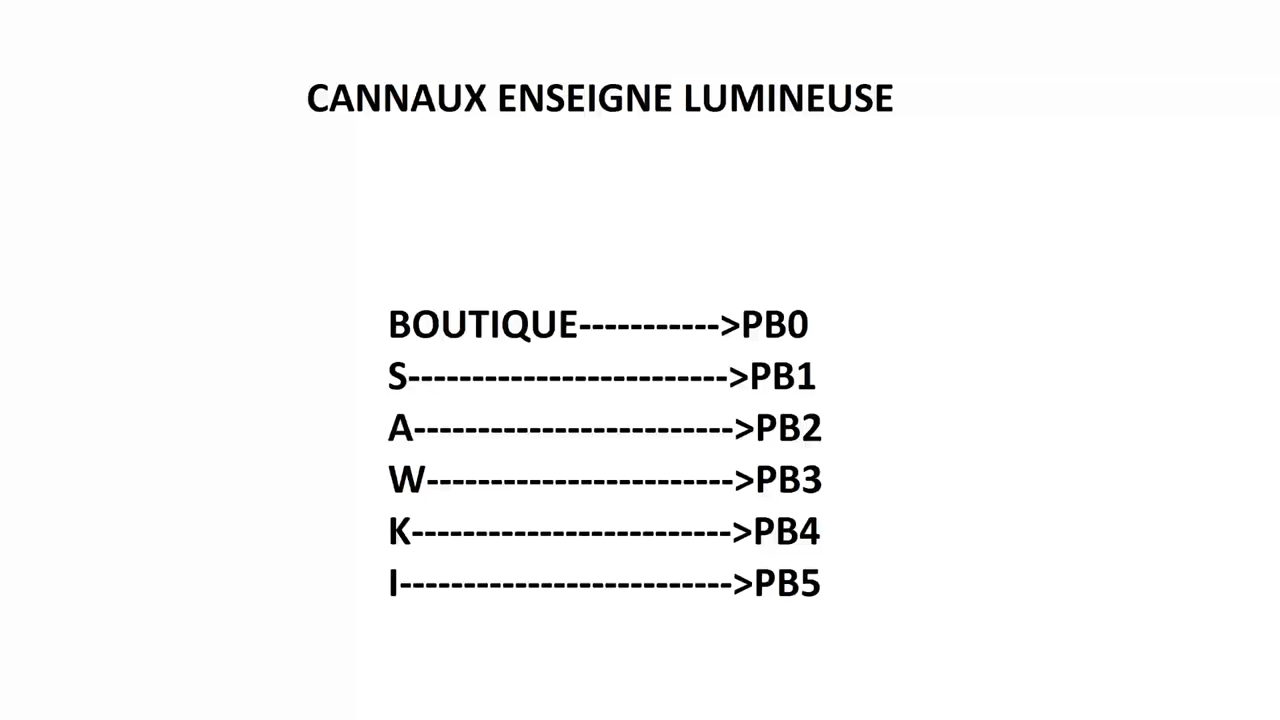 CANNAUX ENSEIGNE LUMINEUSE
BOUTIQUE----------->PB0
S------------------------->PB1
A------------------------->PB2
W------------------------>PB3
K------------------------->PB4
I-------------------------->PB5